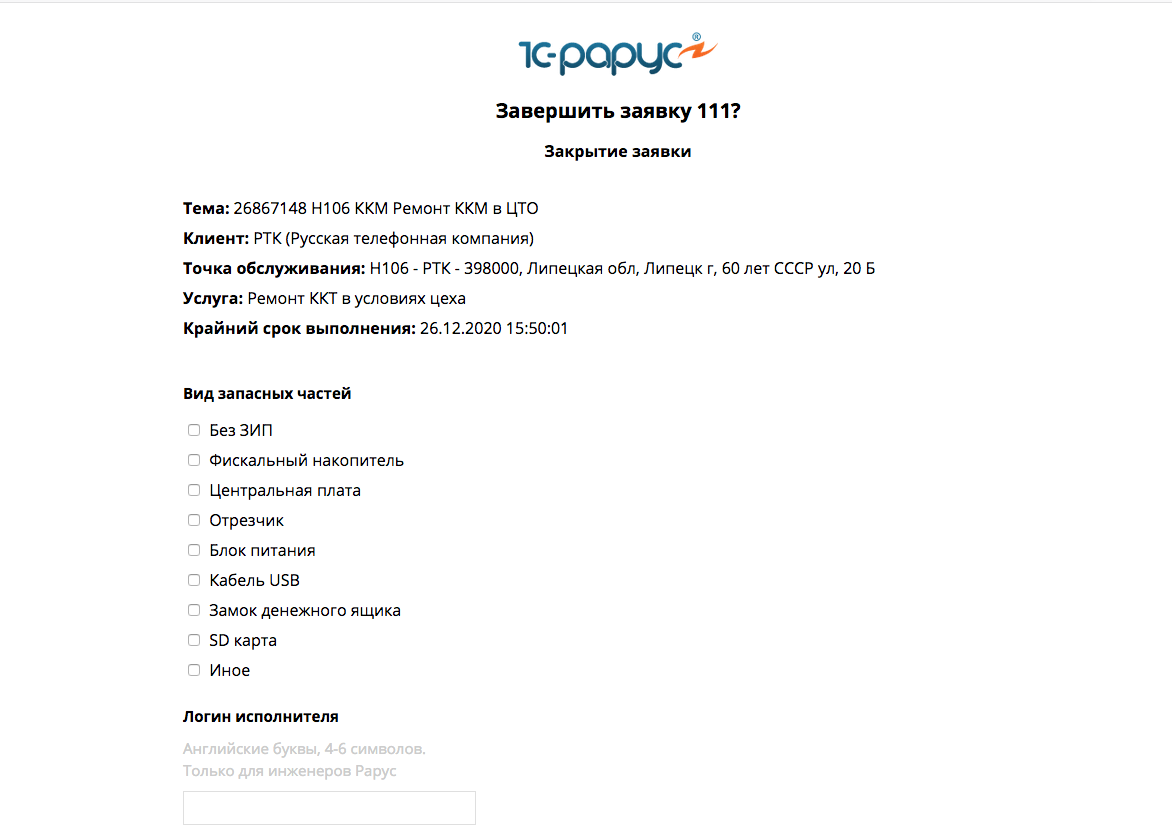 1С-рарус®
Завершить заявку 111?
Закрытие заявки
Тема: 26867148 Н106 ККМ Ремонт ККМ в ЦТО
Клиент: РТК (Русская телефонная компания)
Точка обслуживания: Н106 - РТК - 398000, Липецкая обл, Липецк г, 60 лет СССР ул, 20 Б
Услуга: Ремонт ККТ в условиях цеха
Крайний срок выполнения: 26.12.2020 15:50:01
Вид запасных частей
Без ЗИП
Фискальный накопитель
Центральная плата
Отрезчик
Блок питания
Кабель USB
Замок денежного ящика
SD карта
Иное
Логин исполнителя
Английские буквы, 4-6 символов.
Только для инженеров Рарус